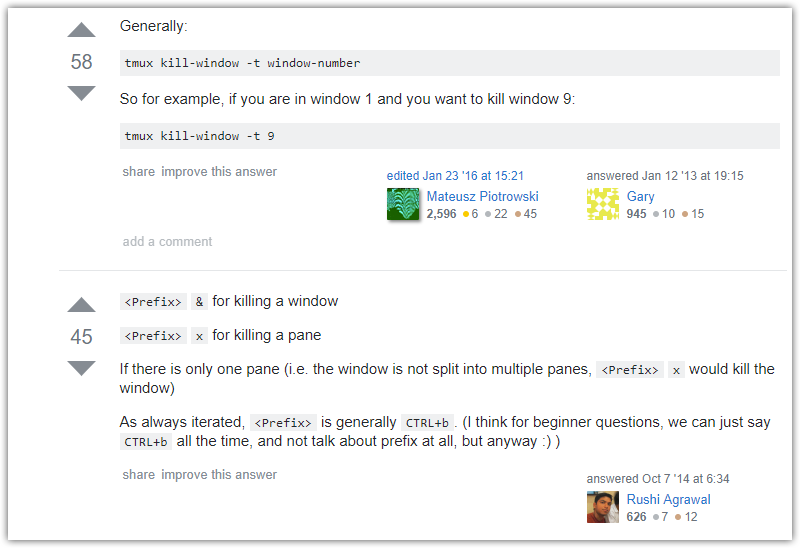 Generally:
58
tmux kill-window -t window-number
So for example, if you are in window 1 and you want to kill window 9:
tmux kill-window -t 9
share improve this answer
edited Jan 23 '16 at 15:21
Mateusz Piotrowski
2,596 6 22 45
answered Jan 12 '13 at 19:15
Gary
945 10 15
add a comment
<Prefix> & for killing a window
45
<Prefix> x for killing a pane
If there is only one pane (i.e. the window is not split into multiple panes, <Prefix> x would kill the
window)
As always iterated, <Prefix> is generally CTRL+b. (I think for beginner questions, we can just say
CTRL+b all the time, and not talk about prefix at all, but anyway :) )
share improve this answer
answered Oct 7 '14 at 6:34
Rushi Agrawal
626 7 12